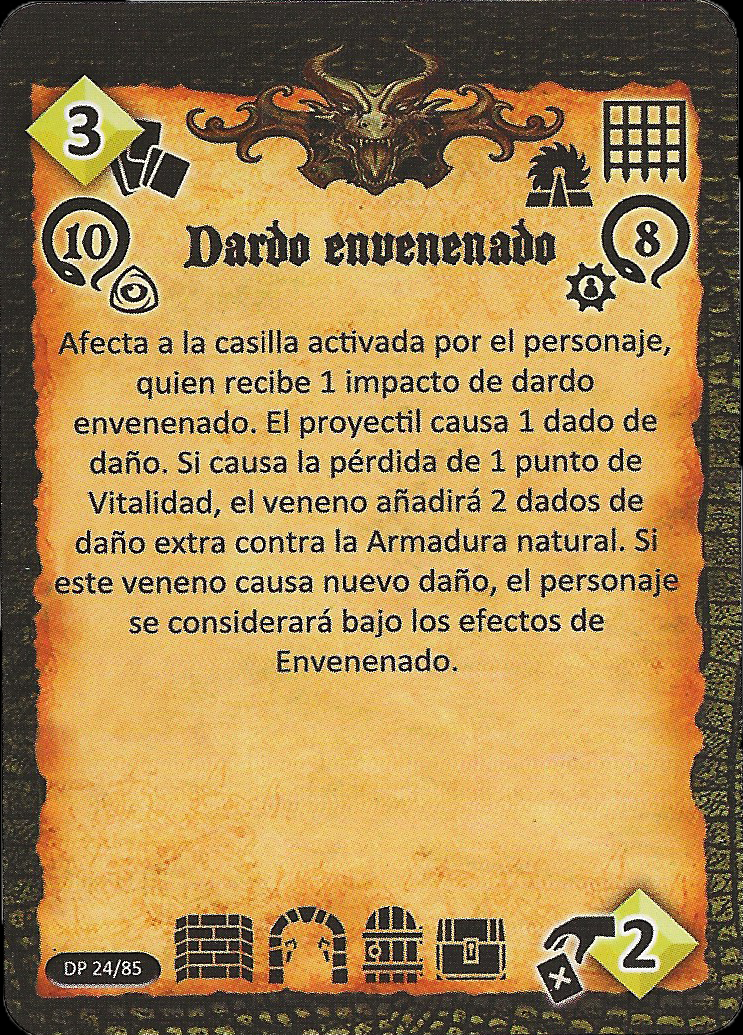 3
10
Dardo envenenado
8
Afecta a la casilla activada por el personaje,
quien recibe 1 impacto de dardo
envenenado. El proyectil causa 1 dado de
daño. Si causa la pérdida de 1 punto de
Vitalidad, el veneno añadirá 2 dados de
daño extra contra la Armadura natural. Si
este veneno causa nuevo daño, el personaje
se considerará bajo los efectos de
Envenenado.
DP 24/85
2